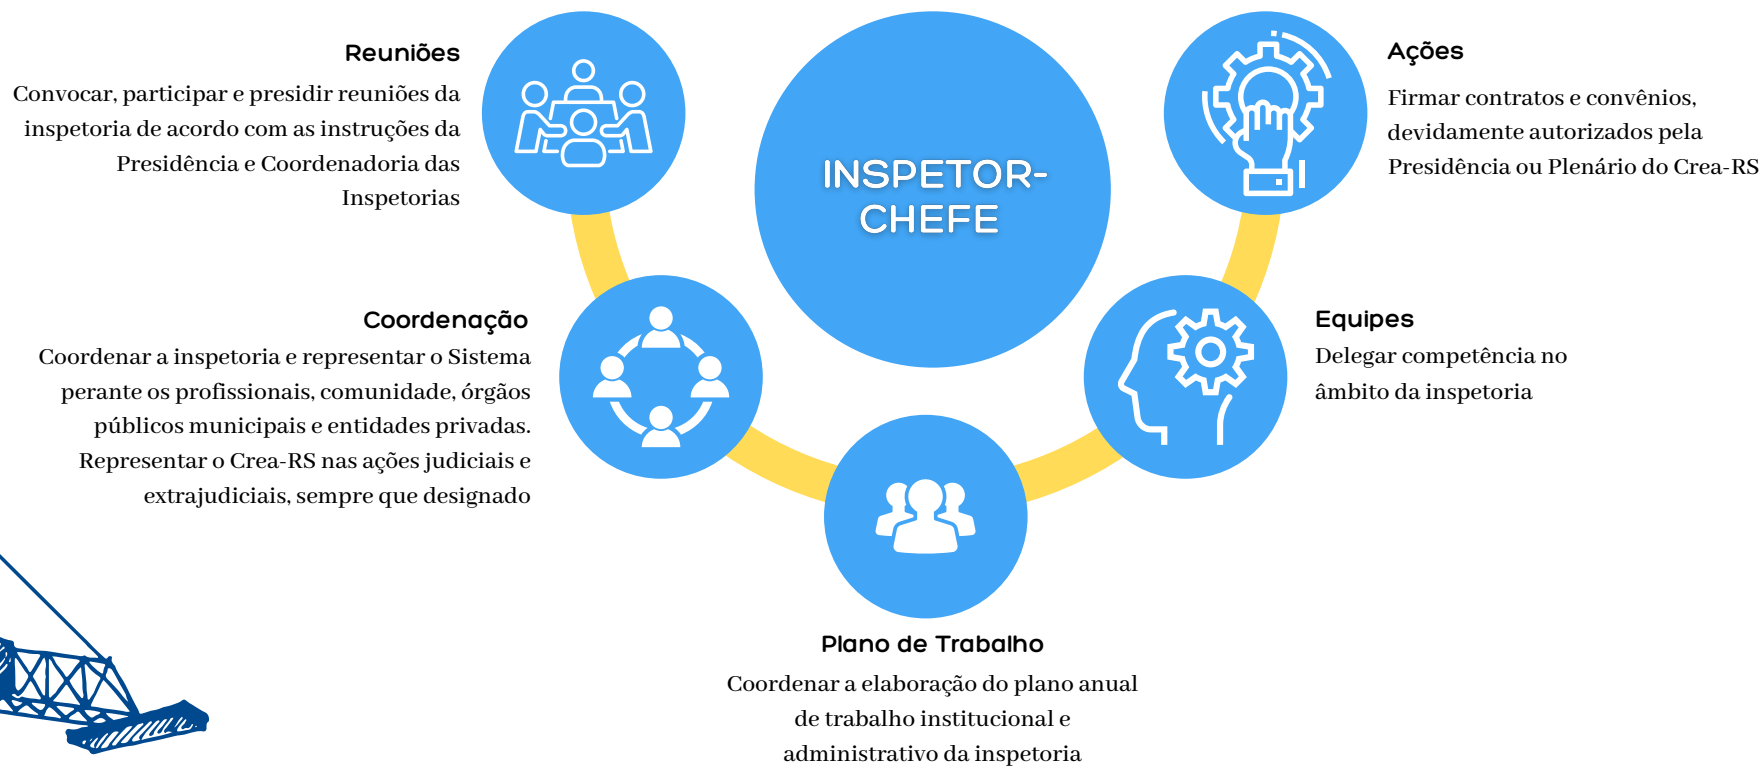 Reuniões
Convocar, participar e presidir reuniões da
inspetoria de acordo com as instruções da
Presidência e Coordenadoria das
Inspetorias
Coordenação
Coordenar a inspetoria e representar o Sistema
perante os profissionais, comunidade, órgãos
públicos municipais e entidades privadas.
Representar o Crea-RS nas ações judiciais e
extrajudiciais, sempre que designado
INSPETOR-
CHEFE
Plano de Trabalho
Coordenar a elaboração do plano anual
de trabalho institucional e
administrativo da inspetoria
Ações
Firmar contratos e convênios,
devidamente autorizados pela
Presidência ou Plenário do Crea-RS
Equipes
Delegar competência no
âmbito da inspetoria